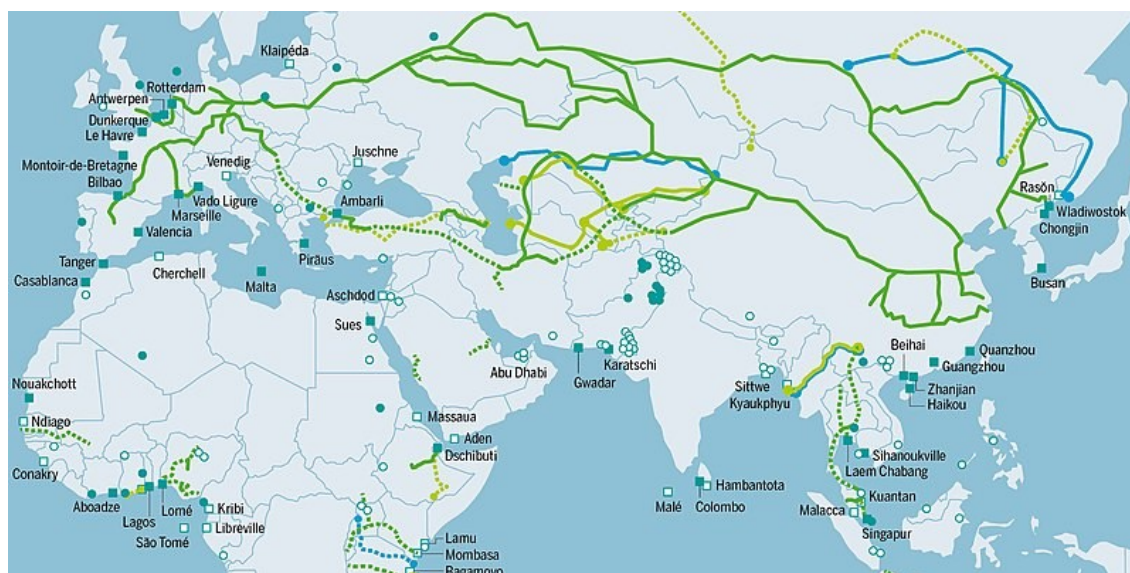 Klaipéda
Rotterdam
Antwerpen
Dunkerque
Le Havre
Montoir-de-Bretagne
Bilbao
Venedig
Juschne
Vado Ligure
Marseille
Ambarli
Valencia
Piräus
Tanger
Casablanca
Cherchell
Malta
Aschdod
Sues
Rasŏn
Wladiwostok
Chongjin
Busan
Abu Dhabi
Gwadar
Karatschi
Sittwe
Kyaukphyu
Beihai
Quanzhou
Guangzhou
Zhanjian
Haikou
Nouakchott
Ndiago
Conakry
Massaua
Aden
Dschibuti
Sihanoukville
Laem Chabang
Hambantota
Malé
Colombo
Kuantan
Malacca
Singapur
Aboadze
Lomé
Lagos
Kribi
Libreville
São Tomé
Lamu
Mombasa
Bagamoyo